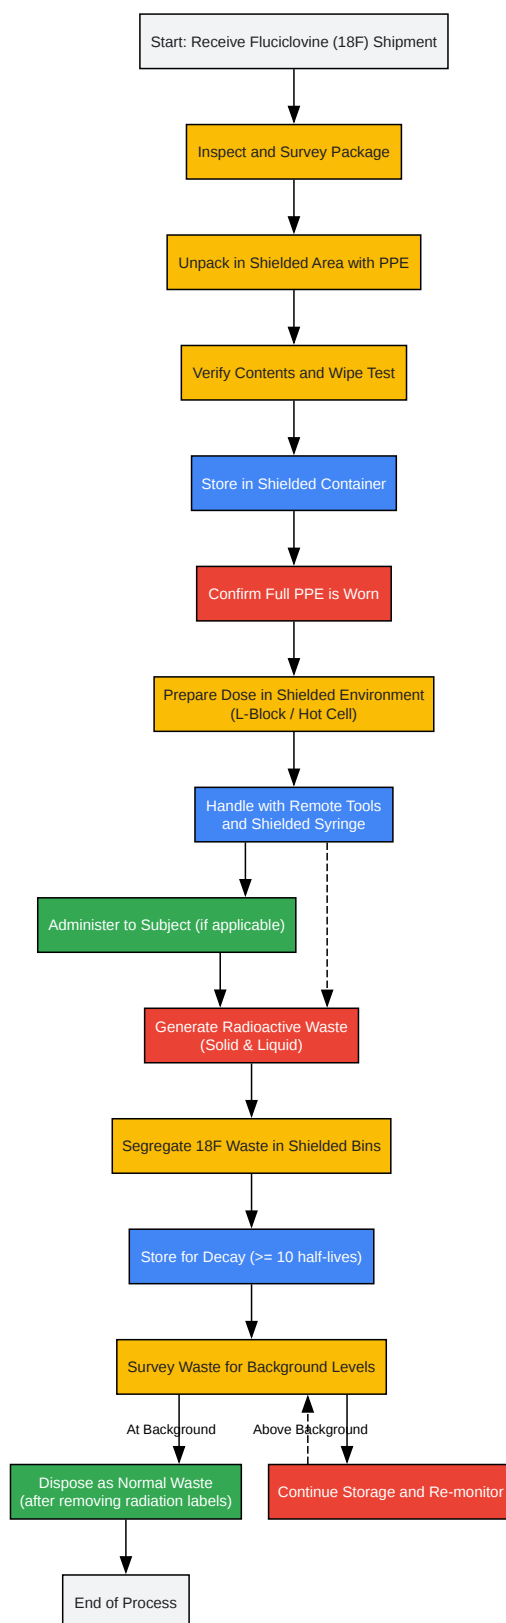 Start: Receive Fluciclovine (18F) Shipment
Inspect and Survey Package
Unpack in Shielded Area with PPE
Verify Contents and Wipe Test
Store in Shielded Container
Confirm Full PPE is Worn
Prepare Dose in Shielded Environment
(L-Block / Hot Cell)
Handle with Remote Tools
and Shielded Syringe
Administer to Subject (if applicable)
Generate Radioactive Waste
(Solid & Liquid)
Segregate 18F Waste in Shielded Bins
Store for Decay (>= 10 half-lives)
Survey Waste for Background Levels
At Background
Above Background
Dispose as Normal Waste
(after removing radiation labels)
Continue Storage and Re-monitor
End of Process